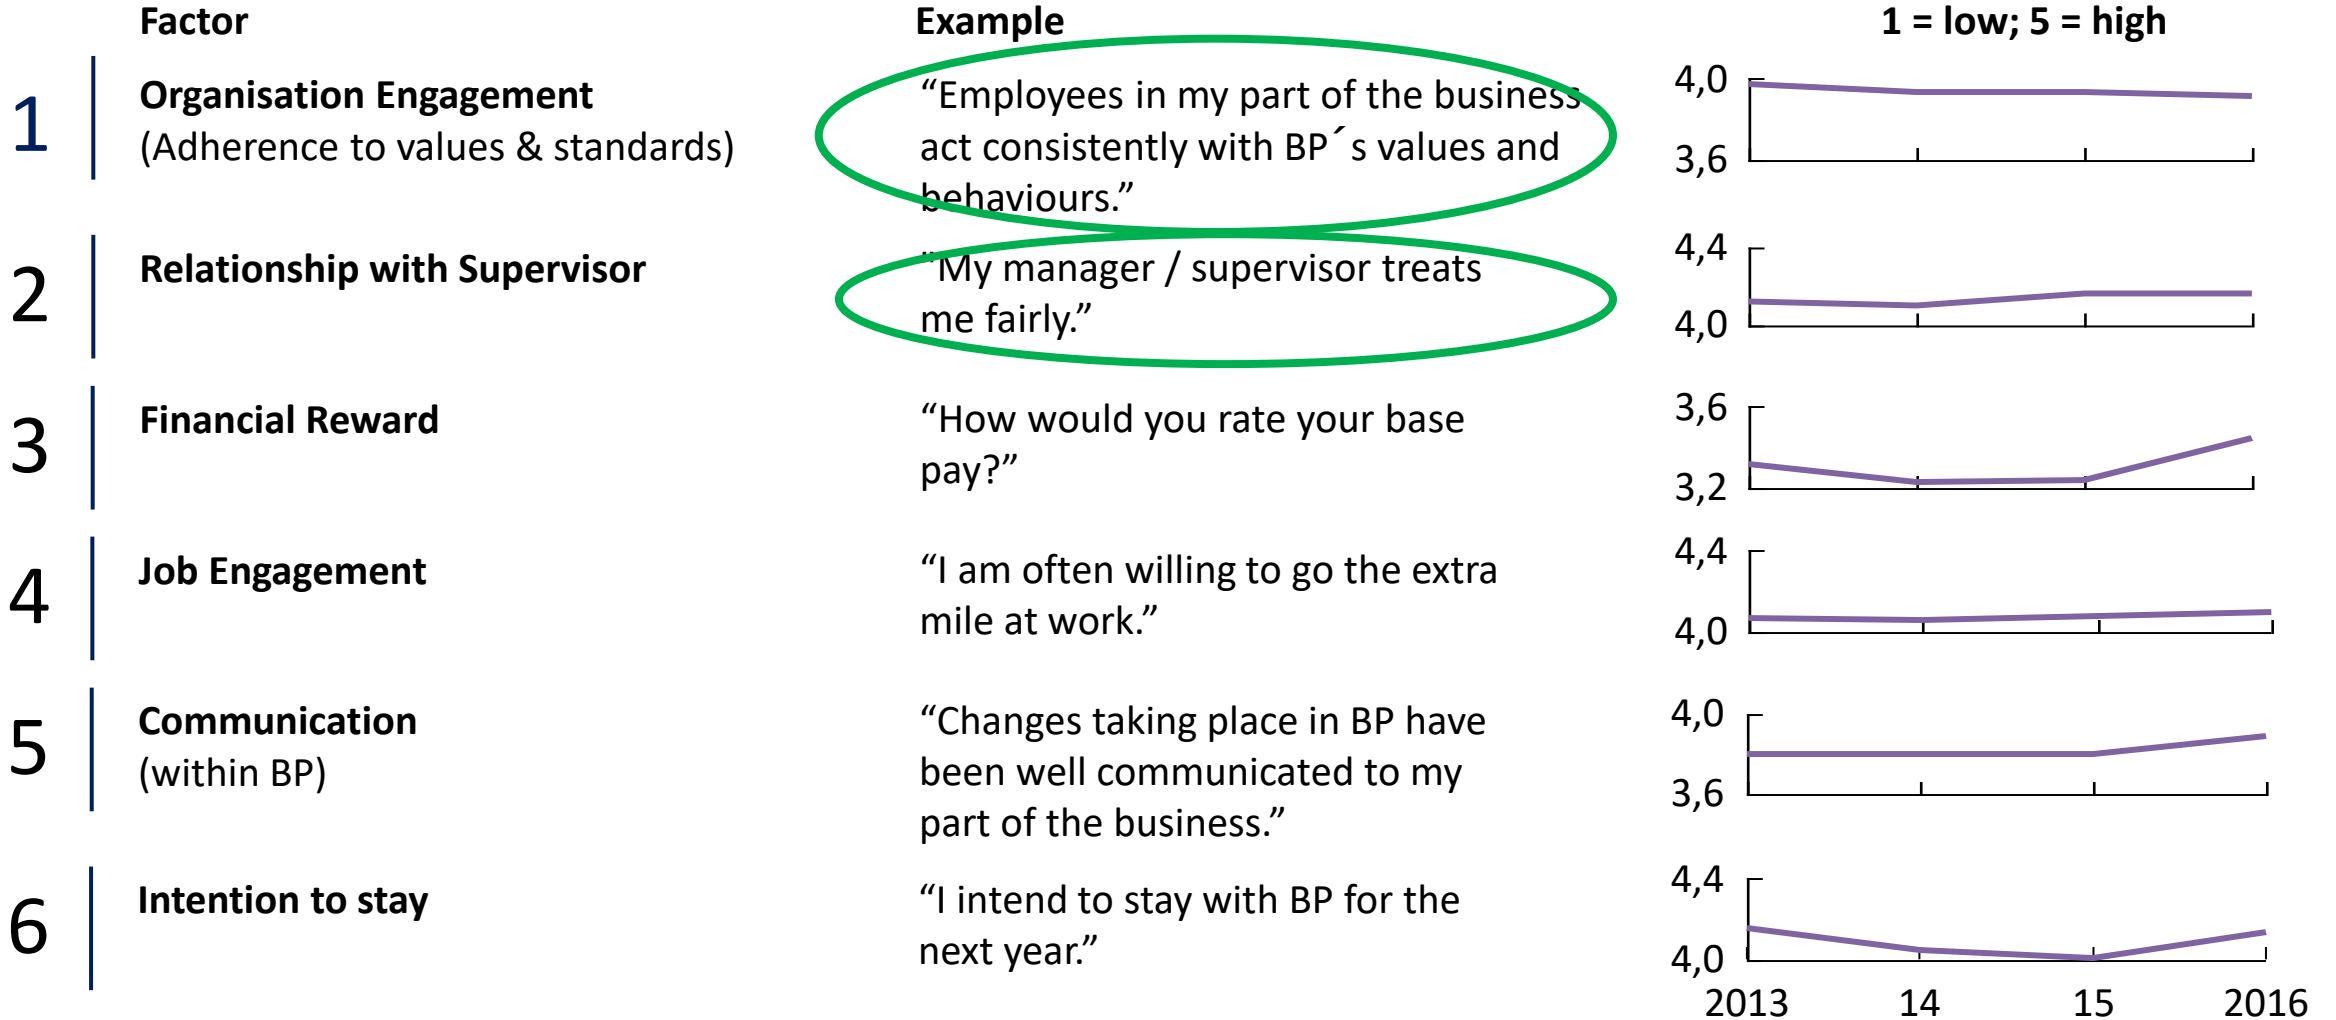 Factor Example 1 = low; 5 = high
1
Organisation Engagement
(Adherence to values & standards)
“Employees in my part of the business
act consistently with BP´s values and
behaviours.”
4,0
3,6
2
Relationship with Supervisor
“My manager / supervisor treats
me fairly.”
4,4
4,0
3
Financial Reward
“How would you rate your base
pay?”
3,6
3,2
4
Job Engagement
“I am often willing to go the extra
mile at work.”
4,4
4,0
5
Communication
(within BP)
“Changes taking place in BP have
been well communicated to my
part of the business.”
4,0
3,6
6
Intention to stay
“I intend to stay with BP for the
next year.”
4,4
4,0
2013 14 15 2016